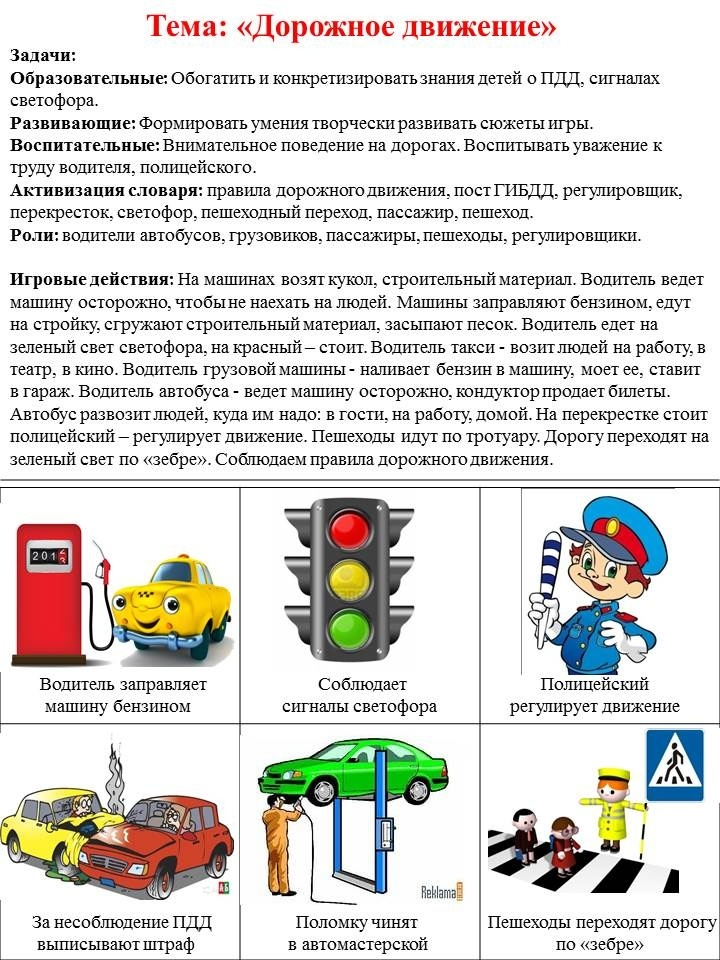 Тема: «Дорожное движение»
Задачи:
Образовательные: Обогатить и конкретизировать знания детей о ПДД, сигналах
светофора.
Развивающие: Формировать умения творчески развивать сюжеты игры.
Воспитательные: Внимательное поведение на дорогах. Воспитывать уважение к
труду водителя, полицейского.
Активизация словаря: правила дорожного движения, пост ГИБДД, регулировщик,
перекресток, светофор, пешеходный переход, пассажир, пешеход.
Роли: водители автобусов, грузовиков, пассажиры, пешеходы, регулировщики.
Игровые действия: На машинах возят кукол, строительный материал. Водитель ведет
машину осторожно, чтобы не наехать на людей. Машины заправляют бензином, едут
на стройку, сгружают строительный материал, засыпают песок. Водитель едет на
зеленый свет светофора, на красный – стоит. Водитель такси - возит людей на работу, в
театр, в кино. Водитель грузовой машины - наливает бензин в машину, моет ее, ставит
в гараж. Водитель автобуса - ведет машину осторожно, кондуктор продает билеты.
Автобус развозит людей, куда им надо: в гости, на работу, домой. На перекрестке стоит
полицейский – регулирует движение. Пешеходы идут по тротуару. Дорогу переходят на
зеленый свет по «зебре». Соблюдаем правила дорожного движения.
201
Водитель заправляет
машину бензином
Соблюдает
сигналы светофора
Полицейский
регулирует движение
АБ
Reklama
За несоблюдение ПДД
выписывают штраф
Поломку чинят
в автомастерской
Пешеходы переходят дорогу
по «зебре»